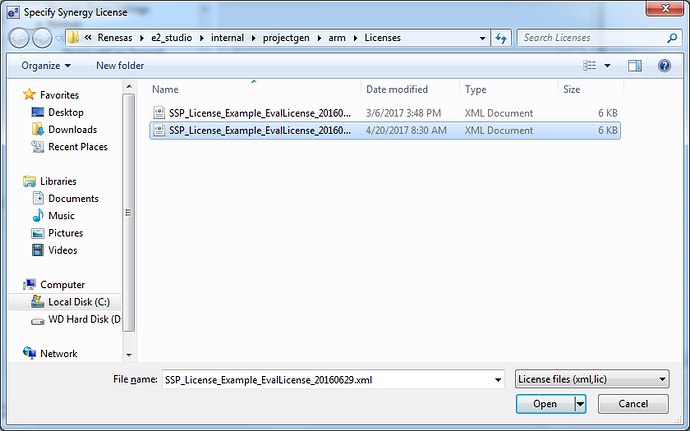 e² Specify Synergy License
« Renesas ▸ e2_studio ▸ internal ▸ projectgen ▸ arm ▸ Licenses
Search Licenses
Organize
New folder
Name Date modified Type Size
Favorites
Desktop
Downloads
Recent Places
Libraries
Documents
Music
Pictures
Videos
Computer
Local Disk (C:)
WD Hard Disk (D:
Network
SSP_License_Example_EvalLicense_20160... 3/6/2017 3:48 PM XML Document 6 KB
SSP_License_Example_EvalLicense_20160... 4/20/2017 8:30 AM XML Document 6 KB
File name: SSP_License_Example_EvalLicense_20160629.xml
License files (xml,lic)
Open Cancel